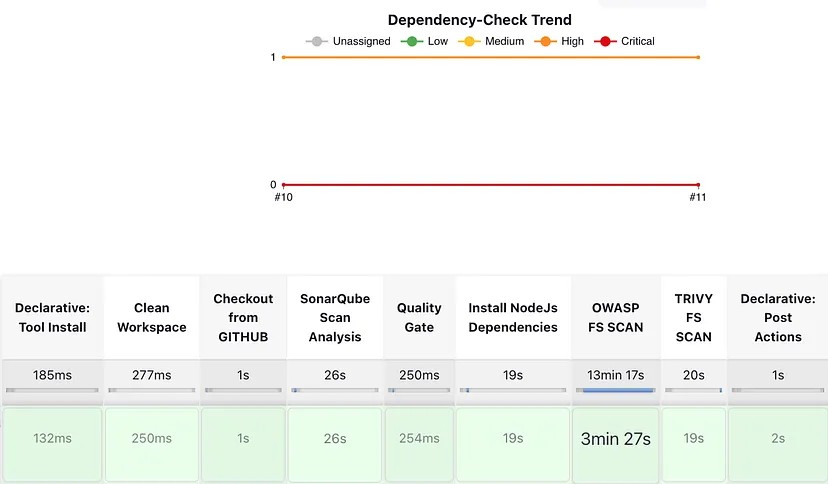 Dependency-Check Trend
Unassigned Low Medium High Critical
1
0
#10 #11
Declarative:
Tool Install
Clean
Workspace
Checkout
from
GITHUB
SonarQube
Scan
Analysis
Quality
Gate
Install NodeJs
Dependencies
OWASP
FS SCAN
TRIVY
FS
SCAN
Declarative:
Post
Actions
185ms 277ms 1s 26s 250ms 19s 13min 17s 20s 1s
132ms 250ms 1s 26s 254ms 19s 3min 27s 19s 2s